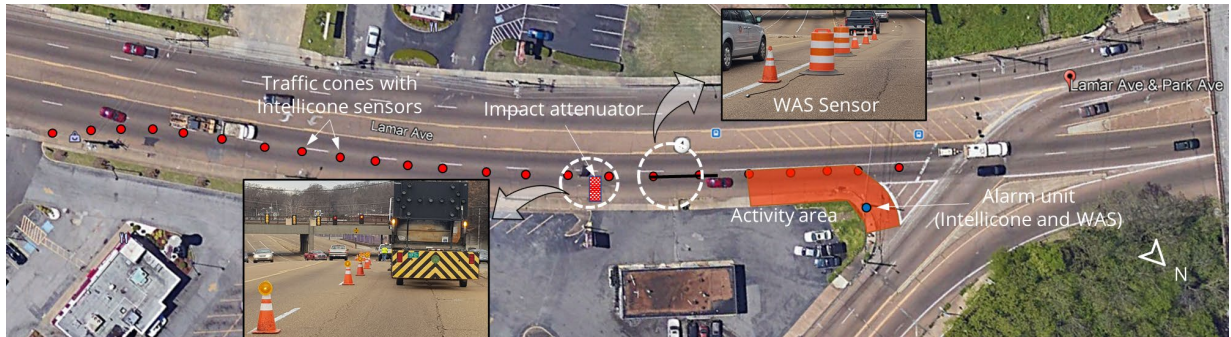 Traffic cones with
Intellicone sensors
Impact attenuator
WAS Sensor
Lamar Ave & Park Ave
Lamar Ave
Activity area
Alarm unit
(Intellicone and WAS)
N